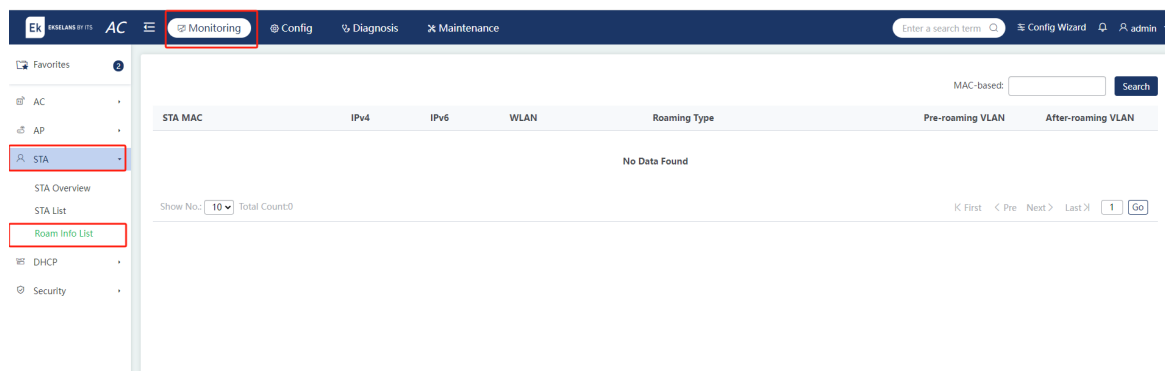 Ek EKSELANS BY ITS AC Monitoring Config Diagnosis Maintenance Enter a search term Config Wizard admin
Favorites 2
MAC-based: Search
AC
STA MAC IPv4 IPv6 WLAN Roaming Type Pre-roaming VLAN After-roaming VLAN
AP
STA
No Data Found
STA Overview
STA List
Show No.: 10 Total Count:0 First Pre Next Last 1 Go
Roam Info List
DHCP
Security